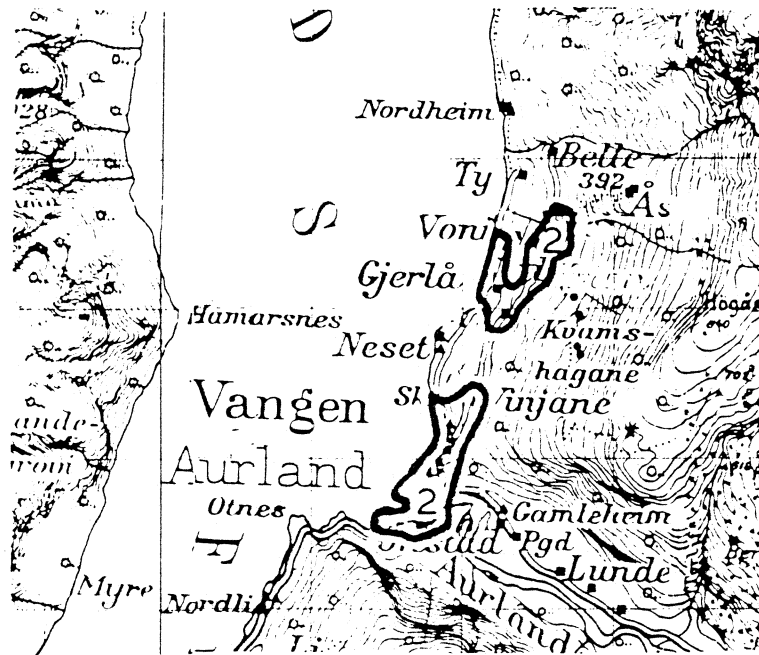 D
Nordheim
Belle
392
Ty
Ås
S
2
Gjerlå
Hamarsnes
Kvams-
Neset
hagane
Vangen
Aurland
2
Otnes
Gamleheim
Pgd
F
Lunde
Myre
Nordli
Aurland